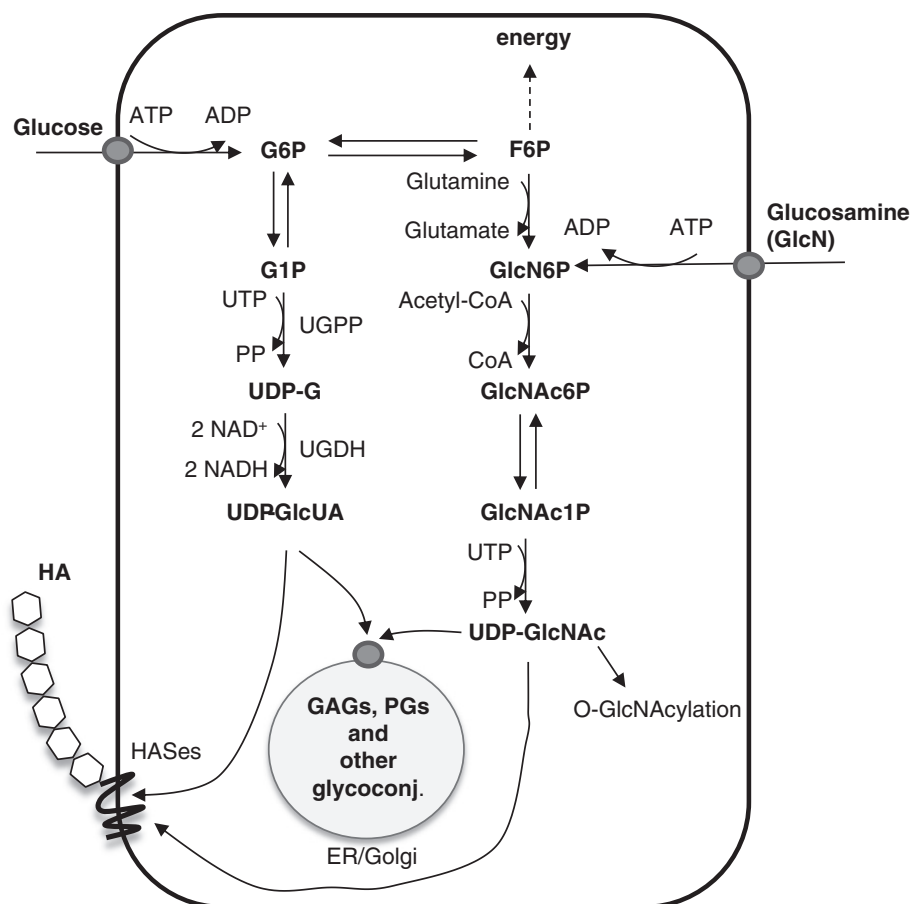 energy
ATP ADP
Glucose
G6P
F6P
Glutamine
Glutamate
Glucosamine
(GlcN)
ADP ATP
G1P
GlcN6P
UTP
UGPP
PP
Acetyl-CoA
CoA
UDP-G
GlcNAc6P
2 NAD⁺
UGDH
2 NADH
UDP-GlcUA
GlcNAc1P
UTP
PP
HA
UDP-GlcNAc
O-GlcNAcylation
GAGs, PGs
and
other
glycoconj.
HASes
ER/Golgi